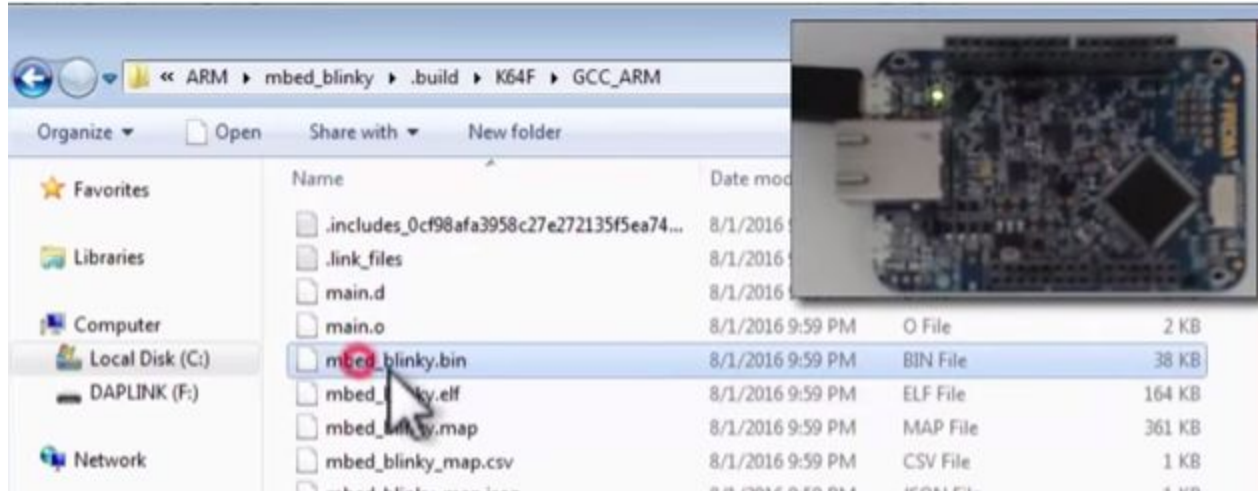 « ARM ▸ mbed_blinky ▸ .build ▸ K64F ▸ GCC_ARM
Organize ▾ Open Share with ▾ New folder
Favorites
Libraries
Computer
Local Disk (C:)
DAPLINK (F:)
Network
Name Date mod
.includes_0cf98afa3958c27e272135f5ea74... 8/1/2016
.link_files 8/1/2016
main.d 8/1/2016
main.o 8/1/2016 9:59 PM O File 2 KB
mbed_blinky.bin 8/1/2016 9:59 PM BIN File 38 KB
mbed_blinky.elf 8/1/2016 9:59 PM ELF File 164 KB
mbed_blinky.map 8/1/2016 9:59 PM MAP File 361 KB
mbed_blinky_map.csv 8/1/2016 9:59 PM CSV File 1 KB